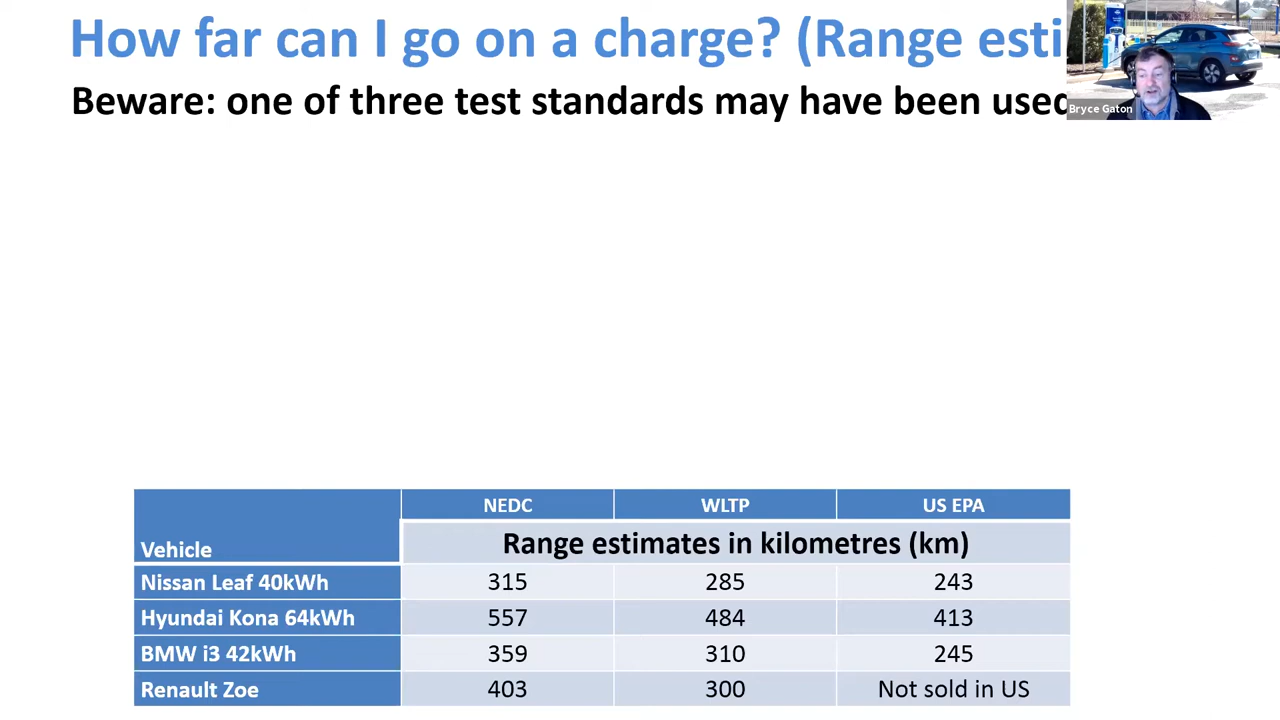 How far can I go on a charge? (Range esti
Beware: one of three test standards may have been used
Bryce Gaton
Vehicle NEDC WLTP US EPA
Range estimates in kilometres (km)
Nissan Leaf 40kWh 315 285 243
Hyundai Kona 64kWh 557 484 413
BMW i3 42kWh 359 310 245
Renault Zoe 403 300 Not sold in US